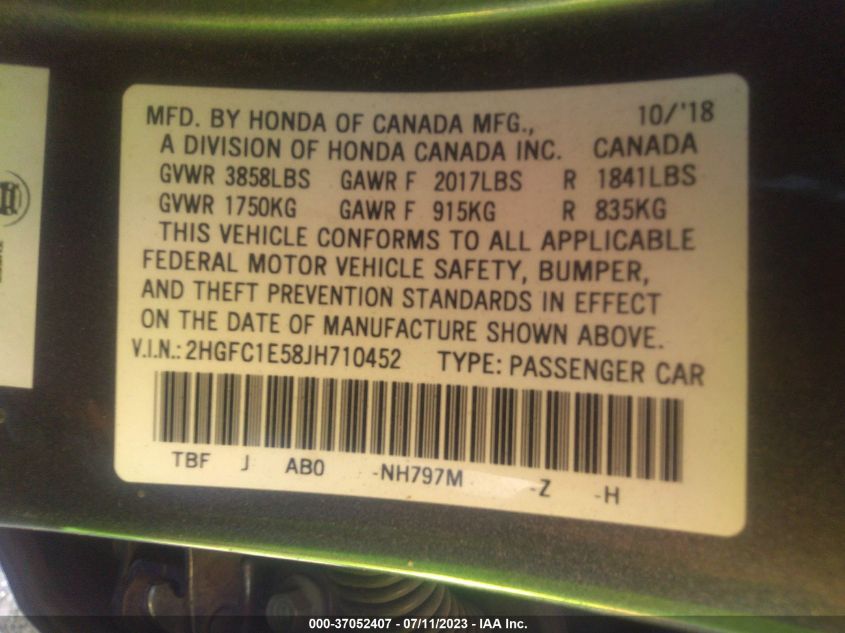 MFD. BY HONDA OF CANADA MFG., 10/'18
A DIVISION OF HONDA CANADA INC. CANADA
GVWR 3858LBS GAWR F 2017LBS R 1841LBS
GVWR 1750KG GAWR F 915KG R 835KG
THIS VEHICLE CONFORMS TO ALL APPLICABLE
FEDERAL MOTOR VEHICLE SAFETY, BUMPER,
AND THEFT PREVENTION STANDARDS IN EFFECT
ON THE DATE OF MANUFACTURE SHOWN ABOVE.
V.I.N.: 2HGFC1E58JH710452 TYPE: PASSENGER CAR
TBF J AB0 -NH797M -Z -H
000-37052407 / 07/11/2023 - IAA Inc.